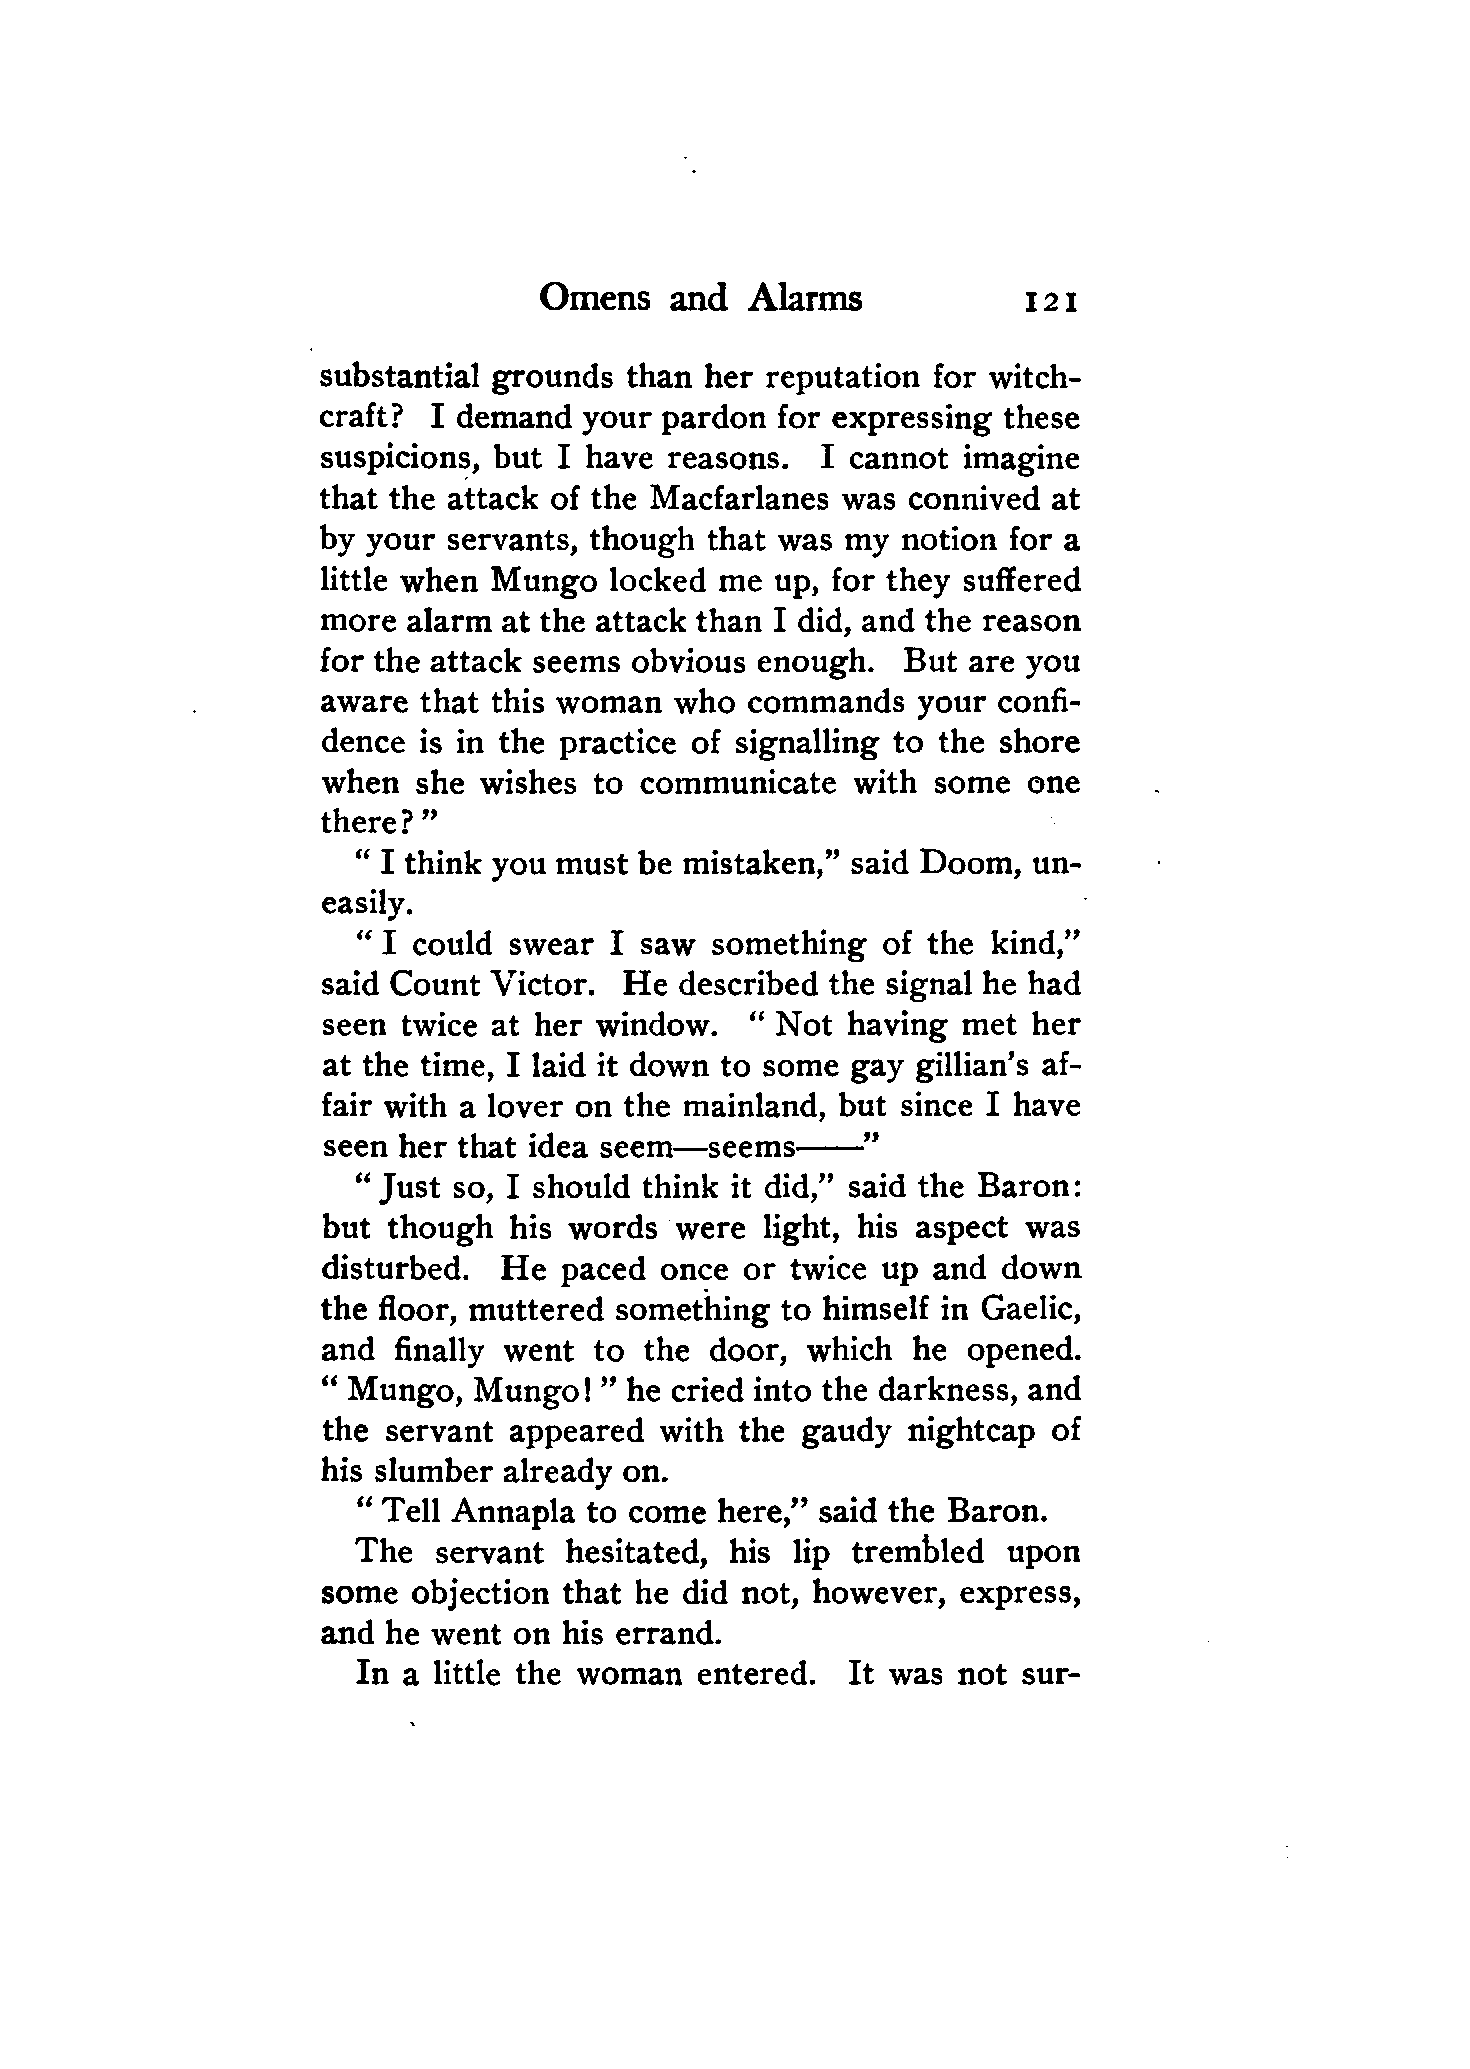 Omens and Alarms 121
substantial grounds than her reputation for witch-
craft? I demand your pardon for expressing these
suspicions, but I have reasons. I cannot imagine
that the attack of the Macfarlanes was connived at
by your servants, though that was my notion for a
little when Mungo locked me up, for they suffered
more alarm at the attack than I did, and the reason
for the attack seems obvious enough. But are you
aware that this woman who commands your confi-
dence is in the practice of signalling to the shore
when she wishes to communicate with some one
there?"
"I think you must be mistaken," said Doom, un-
easily.
"I could swear I saw something of the kind,"
said Count Victor. He described the signal he had
seen twice at her window. "Not having met her
at the time, I laid it down to some gay gillian's af-
fair with a lover on the mainland, but since I have
seen her that idea seem—seems——"
"Just so, I should think it did," said the Baron:
but though his words were light, his aspect was
disturbed. He paced once or twice up and down
the floor, muttered something to himself in Gaelic,
and finally went to the door, which he opened.
"Mungo, Mungo!" he cried into the darkness, and
the servant appeared with the gaudy nightcap of
his slumber already on.
"Tell Annapla to come here," said the Baron.
The servant hesitated, his lip trembled upon
some objection that he did not, however, express,
and he went on his errand.
In a little the woman entered. It was not sur-